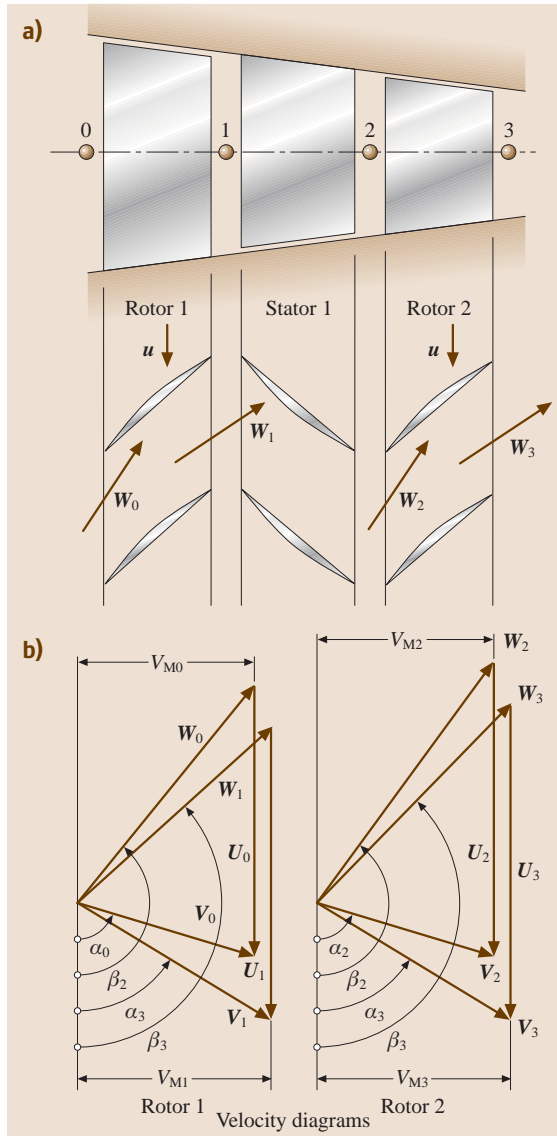 a)
0 1 2 3
Rotor 1 Stator 1 Rotor 2
u u
W1 W3
W0 W2
b)
VM0 VM2 W2
W0 W3
W1
U0 U2 U3
V0
α0 U1 α2 V2
β2 V1 β2 V3
α3 α3
β3 β3
VM1 VM3
Rotor 1 Rotor 2
Velocity diagrams